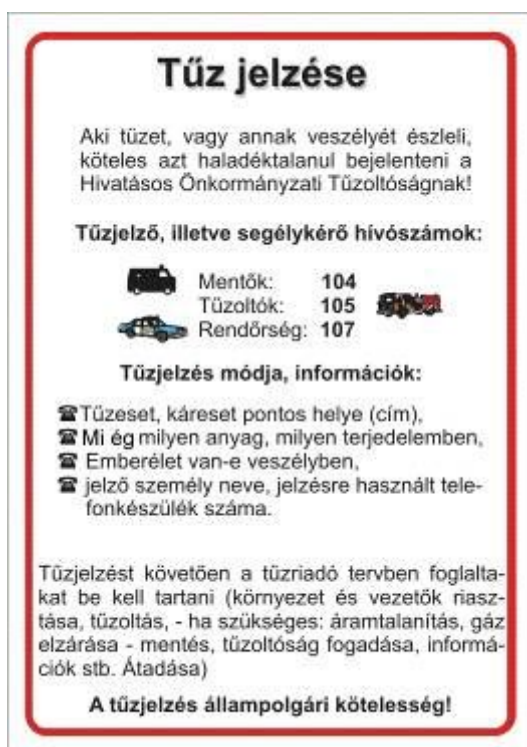 Tűz jelzése
Aki tüzet, vagy annak veszélyét észleli,
köteles azt haladéktalanul bejelenteni a
Hivatásos Önkormányzati Tűzoltóságnak!
Tűzjelző, illetve segélykérő hívószámok:
Mentők: 104
Tűzoltók: 105
Rendőrség: 107
Tűzjelzés módja, információk:
☎Tűzeset, káreset pontos helye (cím),
☎Mi ég milyen anyag, milyen terjedelemben,
☎ Emberélet van-e veszélyben,
☎ jelző személy neve, jelzésre használt tele-
fonkészülék száma.
Tűzjelzést követően a tűzriadó tervben foglalta-
kat be kell tartani (környezet és vezetők riasz-
tása, tűzoltás, - ha szükséges: áramtalanítás, gáz
elzárása - mentés, tűzoltóság fogadása, informá-
ciók stb. Átadása)
A tűzjelzés állampolgári kötelesség!